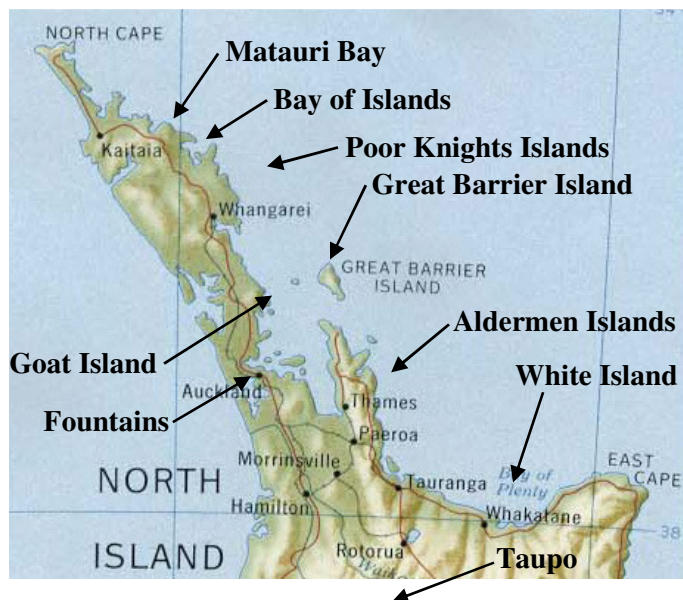 34
NORTH CAPE
Matauri Bay
Bay of Islands
Kaitaia
Poor Knights Islands
Great Barrier Island
Whangarei
GREAT BARRIER
ISLAND
Aldermen Islands
Goat Island
White Island
Auckland
Thames
Fountains
Paeroa
Morrinsville
EAST
CAPE
NORTH
Tauranga
Bay of
Plenty
Hamilton
Whakatane
38
ISLAND
Rotorua
Taupo